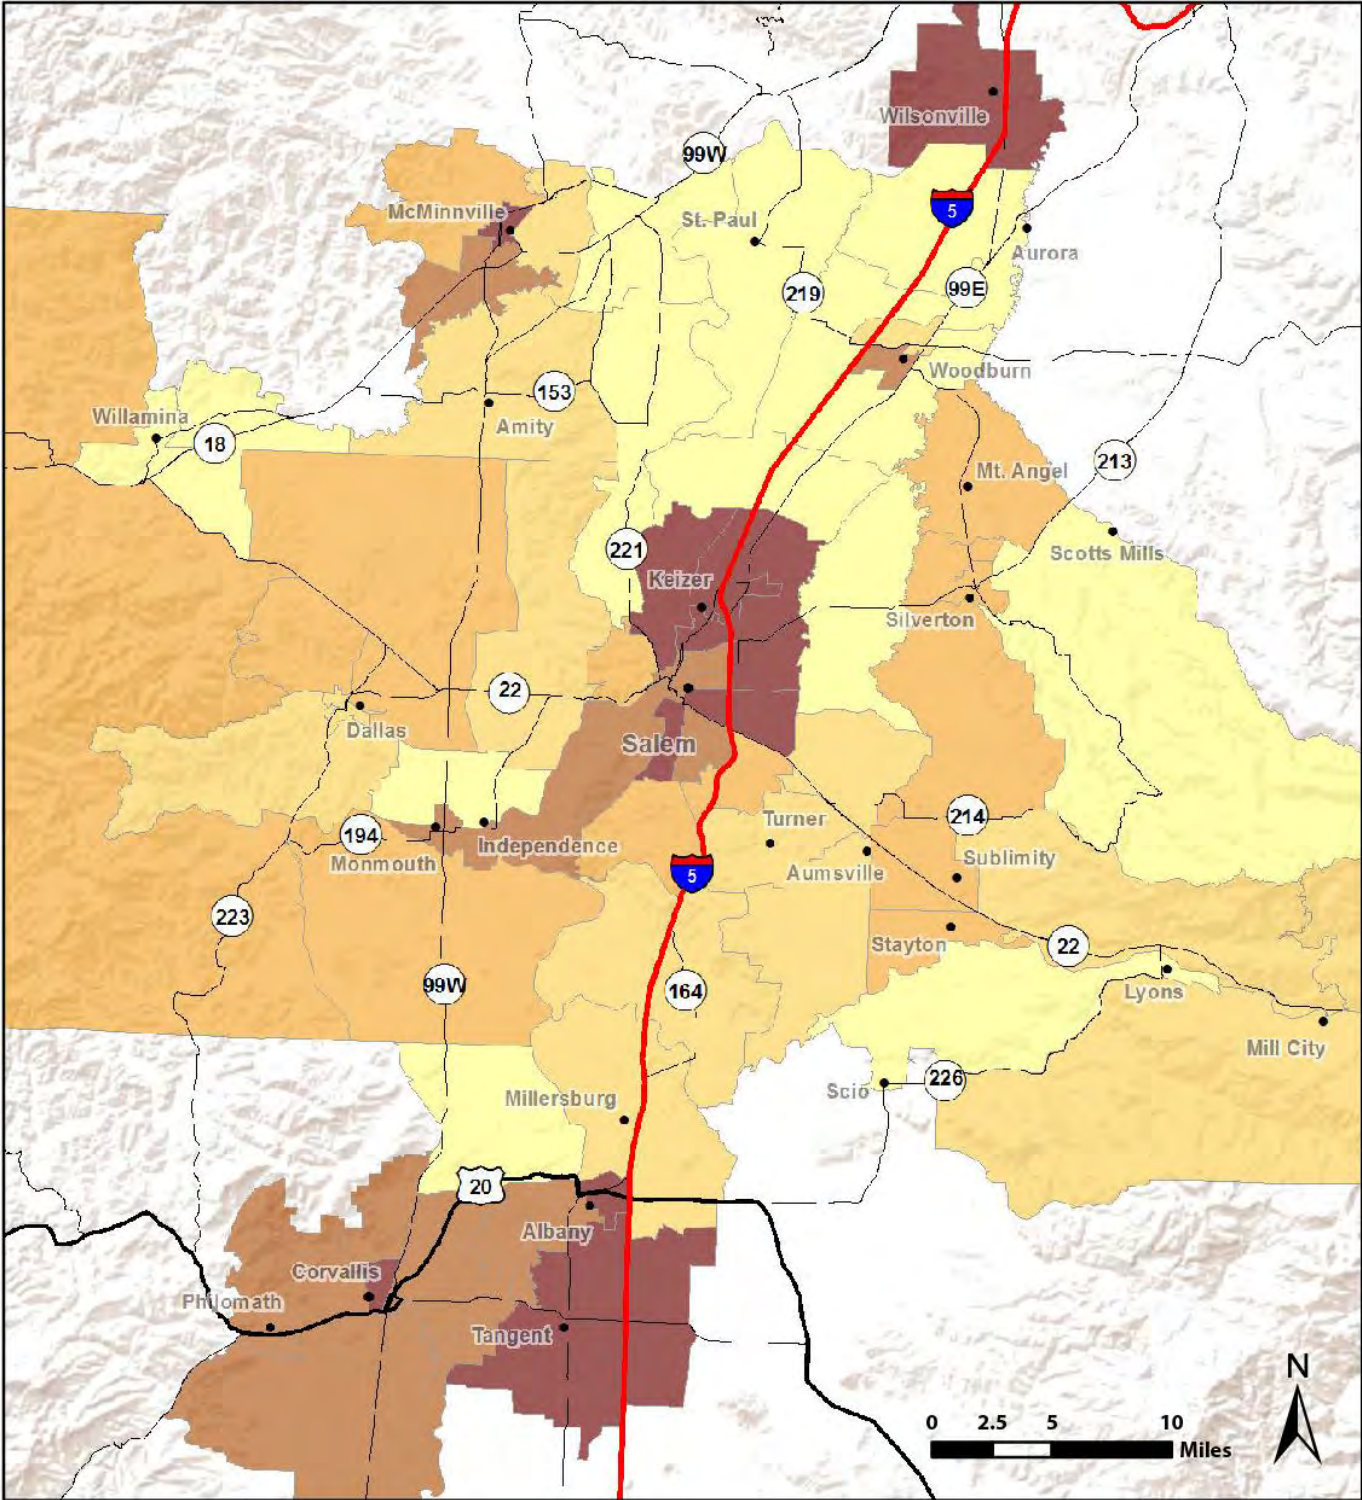 99W
Wilsonville
McMinnville
St. Paul
5
Aurora
219
99E
Woodburn
153
Willamina
Amity
18
213
Mt. Angel
221
Scotts Mills
Keizer
Silverton
22
Dallas
Salem
194
Monmouth
Independence
Turner
214
Aumsville
Sublimity
5
223
Stayton
22
99W
164
Lyons
Mill City
226
Scio
Millersburg
20
Albany
Corvallis
Philomath
Tangent
N
0 2.5 5 10
Miles